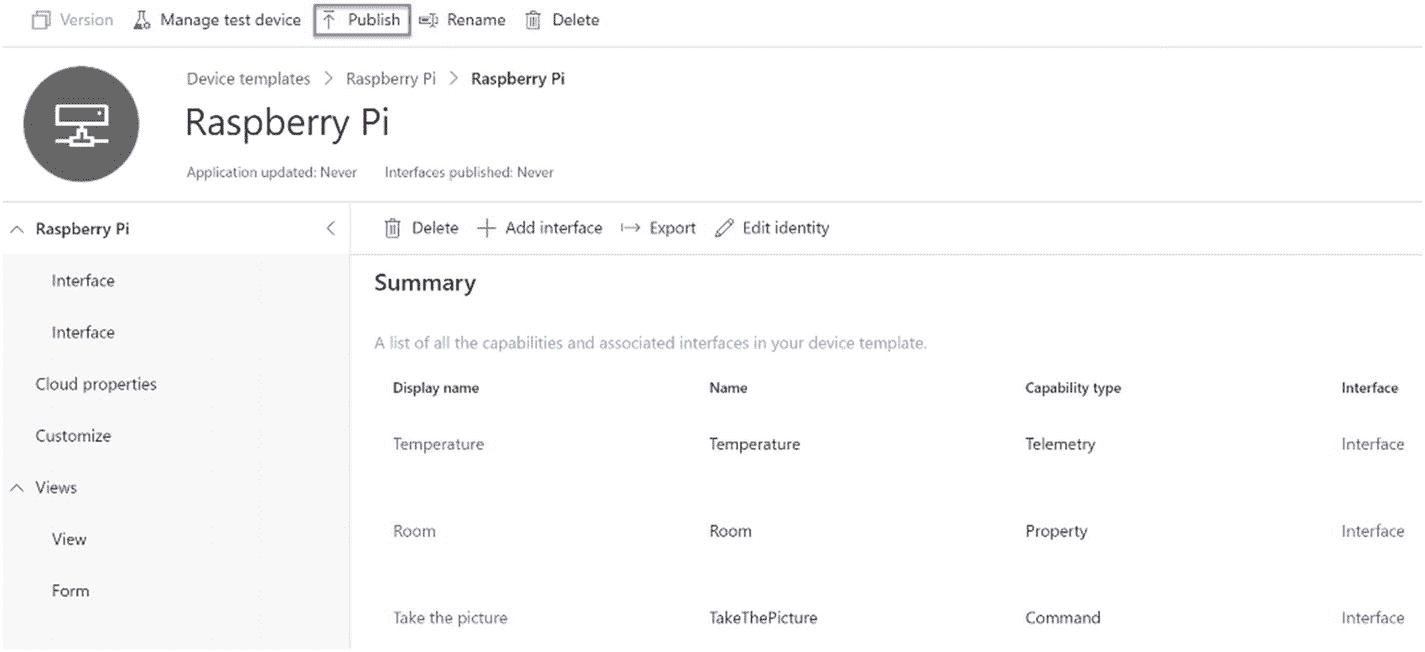 Version Manage test device Publish Rename Delete
Device templates > Raspberry Pi > Raspberry Pi
Raspberry Pi
Application updated: Never Interfaces published: Never
Raspberry Pi
Delete Add interface Export Edit identity
Interface
Interface
Cloud properties
Customize
Views
View
Form
Summary
A list of all the capabilities and associated interfaces in your device template.
Display name Name Capability type Interface
Temperature Temperature Telemetry Interface
Room Room Property Interface
Take the picture TakeThePicture Command Interface